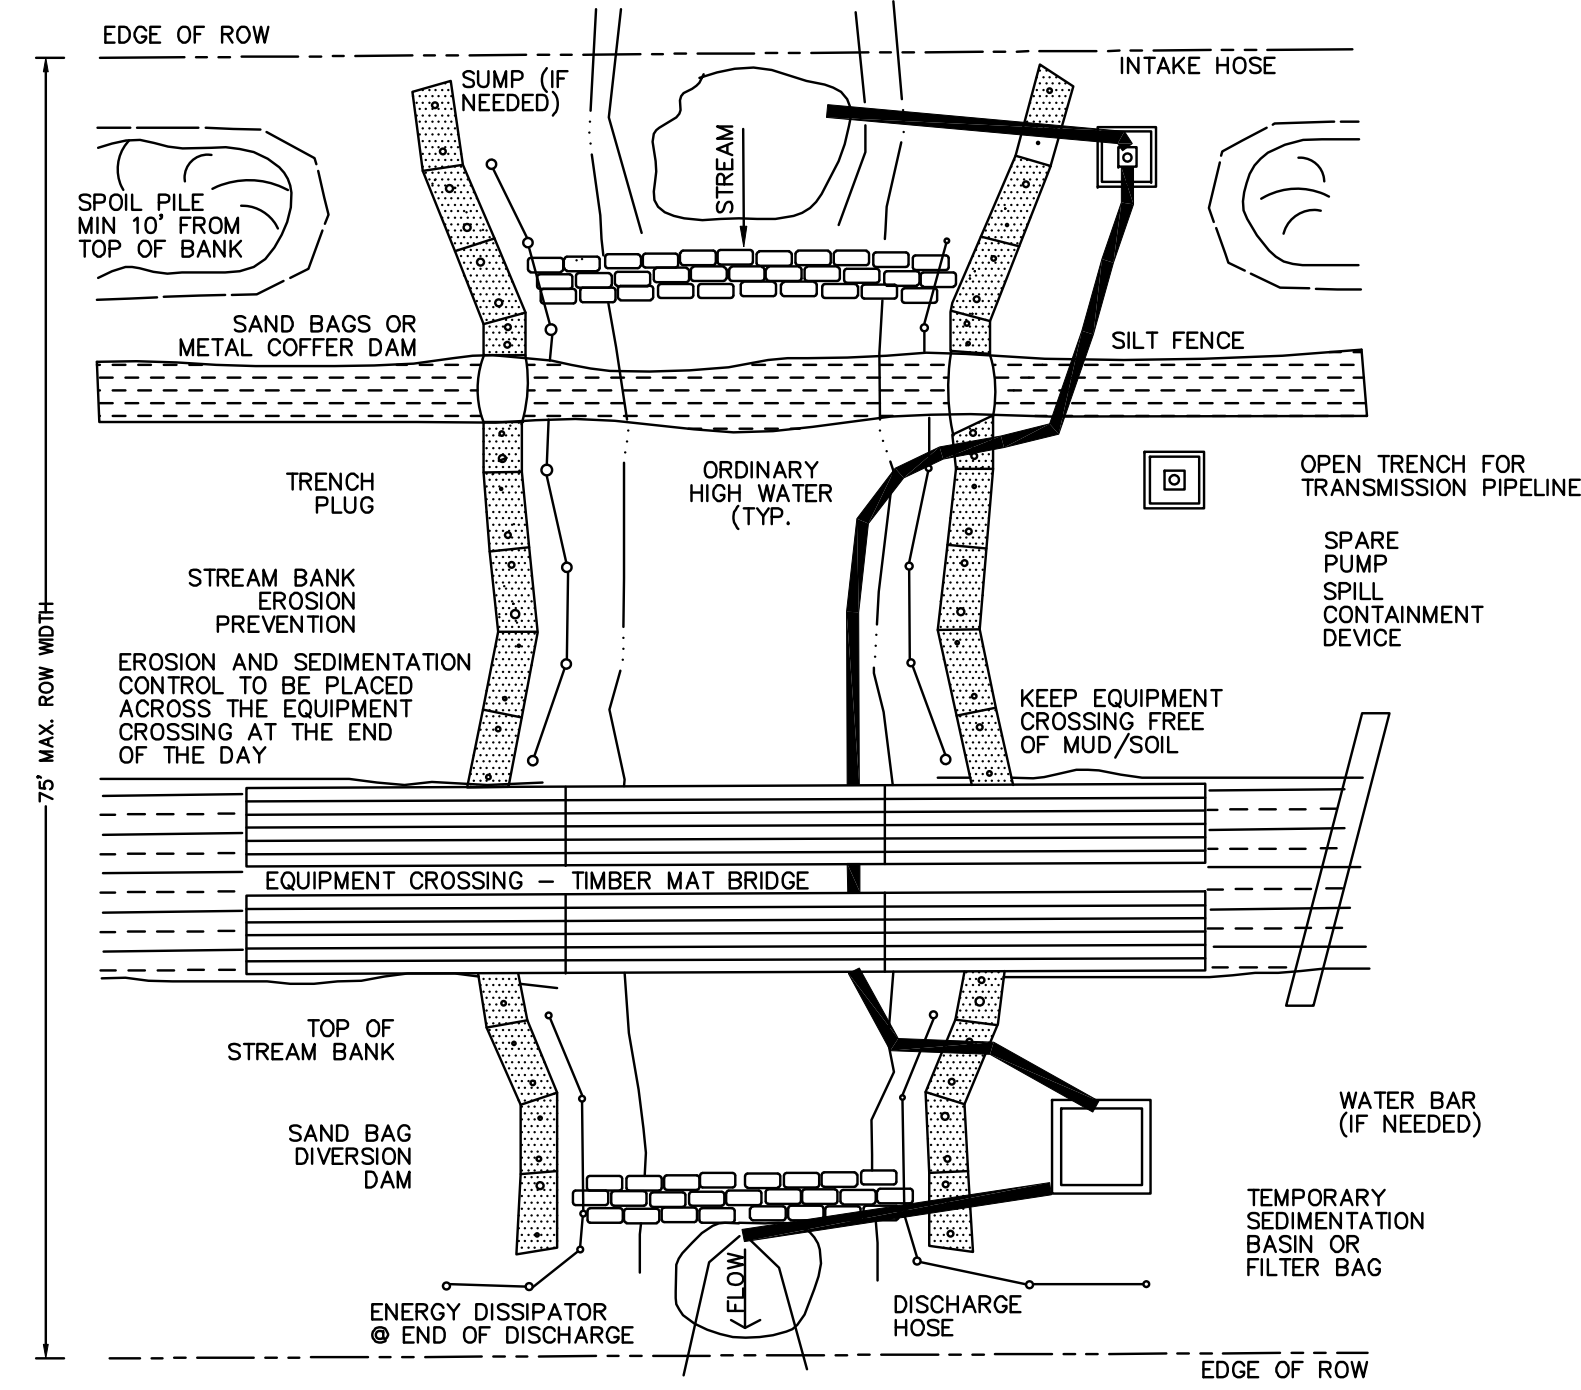 EDGE OF ROW
SUMP (IF
NEEDED)
INTAKE HOSE
STREAM
SPOIL PILE
MIN 10' FROM
TOP OF BANK
SAND BAGS OR
METAL COFFER DAM
SILT FENCE
TRENCH
PLUG
ORDINARY
HIGH WATER
(TYP.
OPEN TRENCH FOR
TRANSMISSION PIPELINE
SPARE
PUMP
SPILL
CONTAINMENT
DEVICE
STREAM BANK
EROSION
PREVENTION
75' MAX. ROW WIDTH
EROSION AND SEDIMENTATION
CONTROL TO BE PLACED
ACROSS THE EQUIPMENT
CROSSING AT THE END
OF THE DAY
KEEP EQUIPMENT
CROSSING FREE
OF MUD/SOIL
EQUIPMENT CROSSING – TIMBER MAT BRIDGE
TOP OF
STREAM BANK
WATER BAR
(IF NEEDED)
SAND BAG
DIVERSION
DAM
TEMPORARY
SEDIMENTATION
BASIN OR
FILTER BAG
FLOW
ENERGY DISSIPATOR
@ END OF DISCHARGE
DISCHARGE
HOSE
EDGE OF ROW